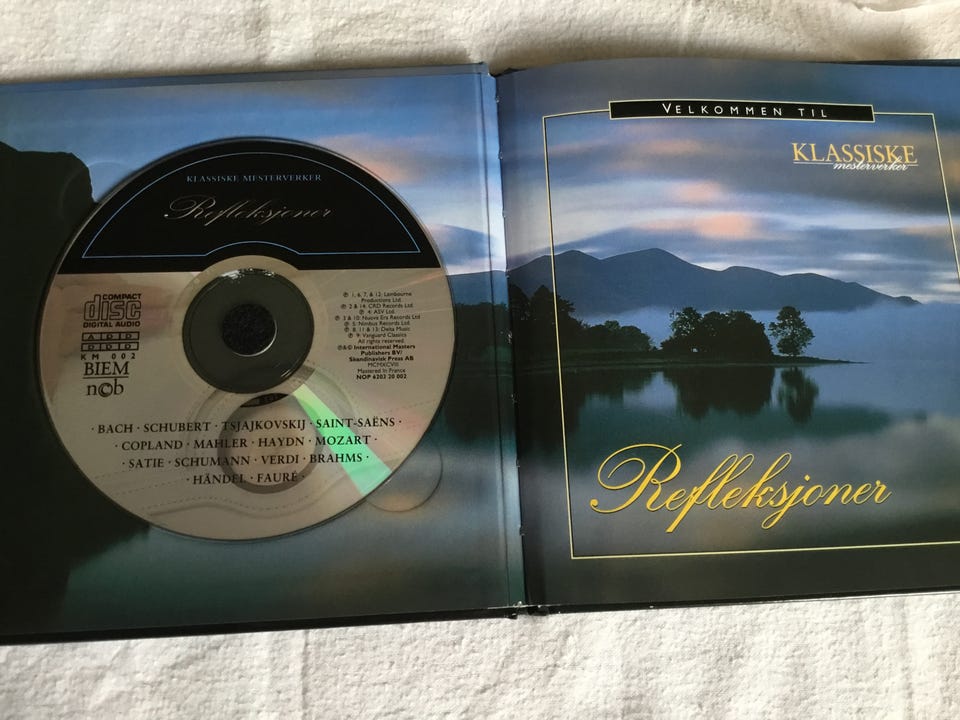 KLASSISKE MESTERVERKER
Refleksjoner
COMPACT
disc
DIGITAL AUDIO
A D D
D D D
KM 002
BIEM
n©b
℗ 1, 6, 7, & 12: Lambourne
Productions Ltd.
℗ 2 & 14: CRD Records Ltd.
℗ 4: ASV Ltd.
℗ 3 & 10: Nuova Era Records Ltd.
℗ 5: Nimbus Records Ltd.
℗ 8, 11 & 13: Delta Music
℗ 9: Vanguard Classics
All rights reserved.
℗&© International Masters
Publishers BV/
Skandinavisk Press AB
MCMXCVIII
Mastered In France
NOP 6203 20 002
· BACH · SCHUBERT · TSJAJKOVSKIJ · SAINT-SAËNS ·
· COPLAND · MAHLER · HAYDN · MOZART ·
· SATIE · SCHUMANN · VERDI · BRAHMS ·
· HÄNDEL · FAURÉ ·
VELKOMMEN TIL
KLASSISKE
mesterverker
Refleksjoner